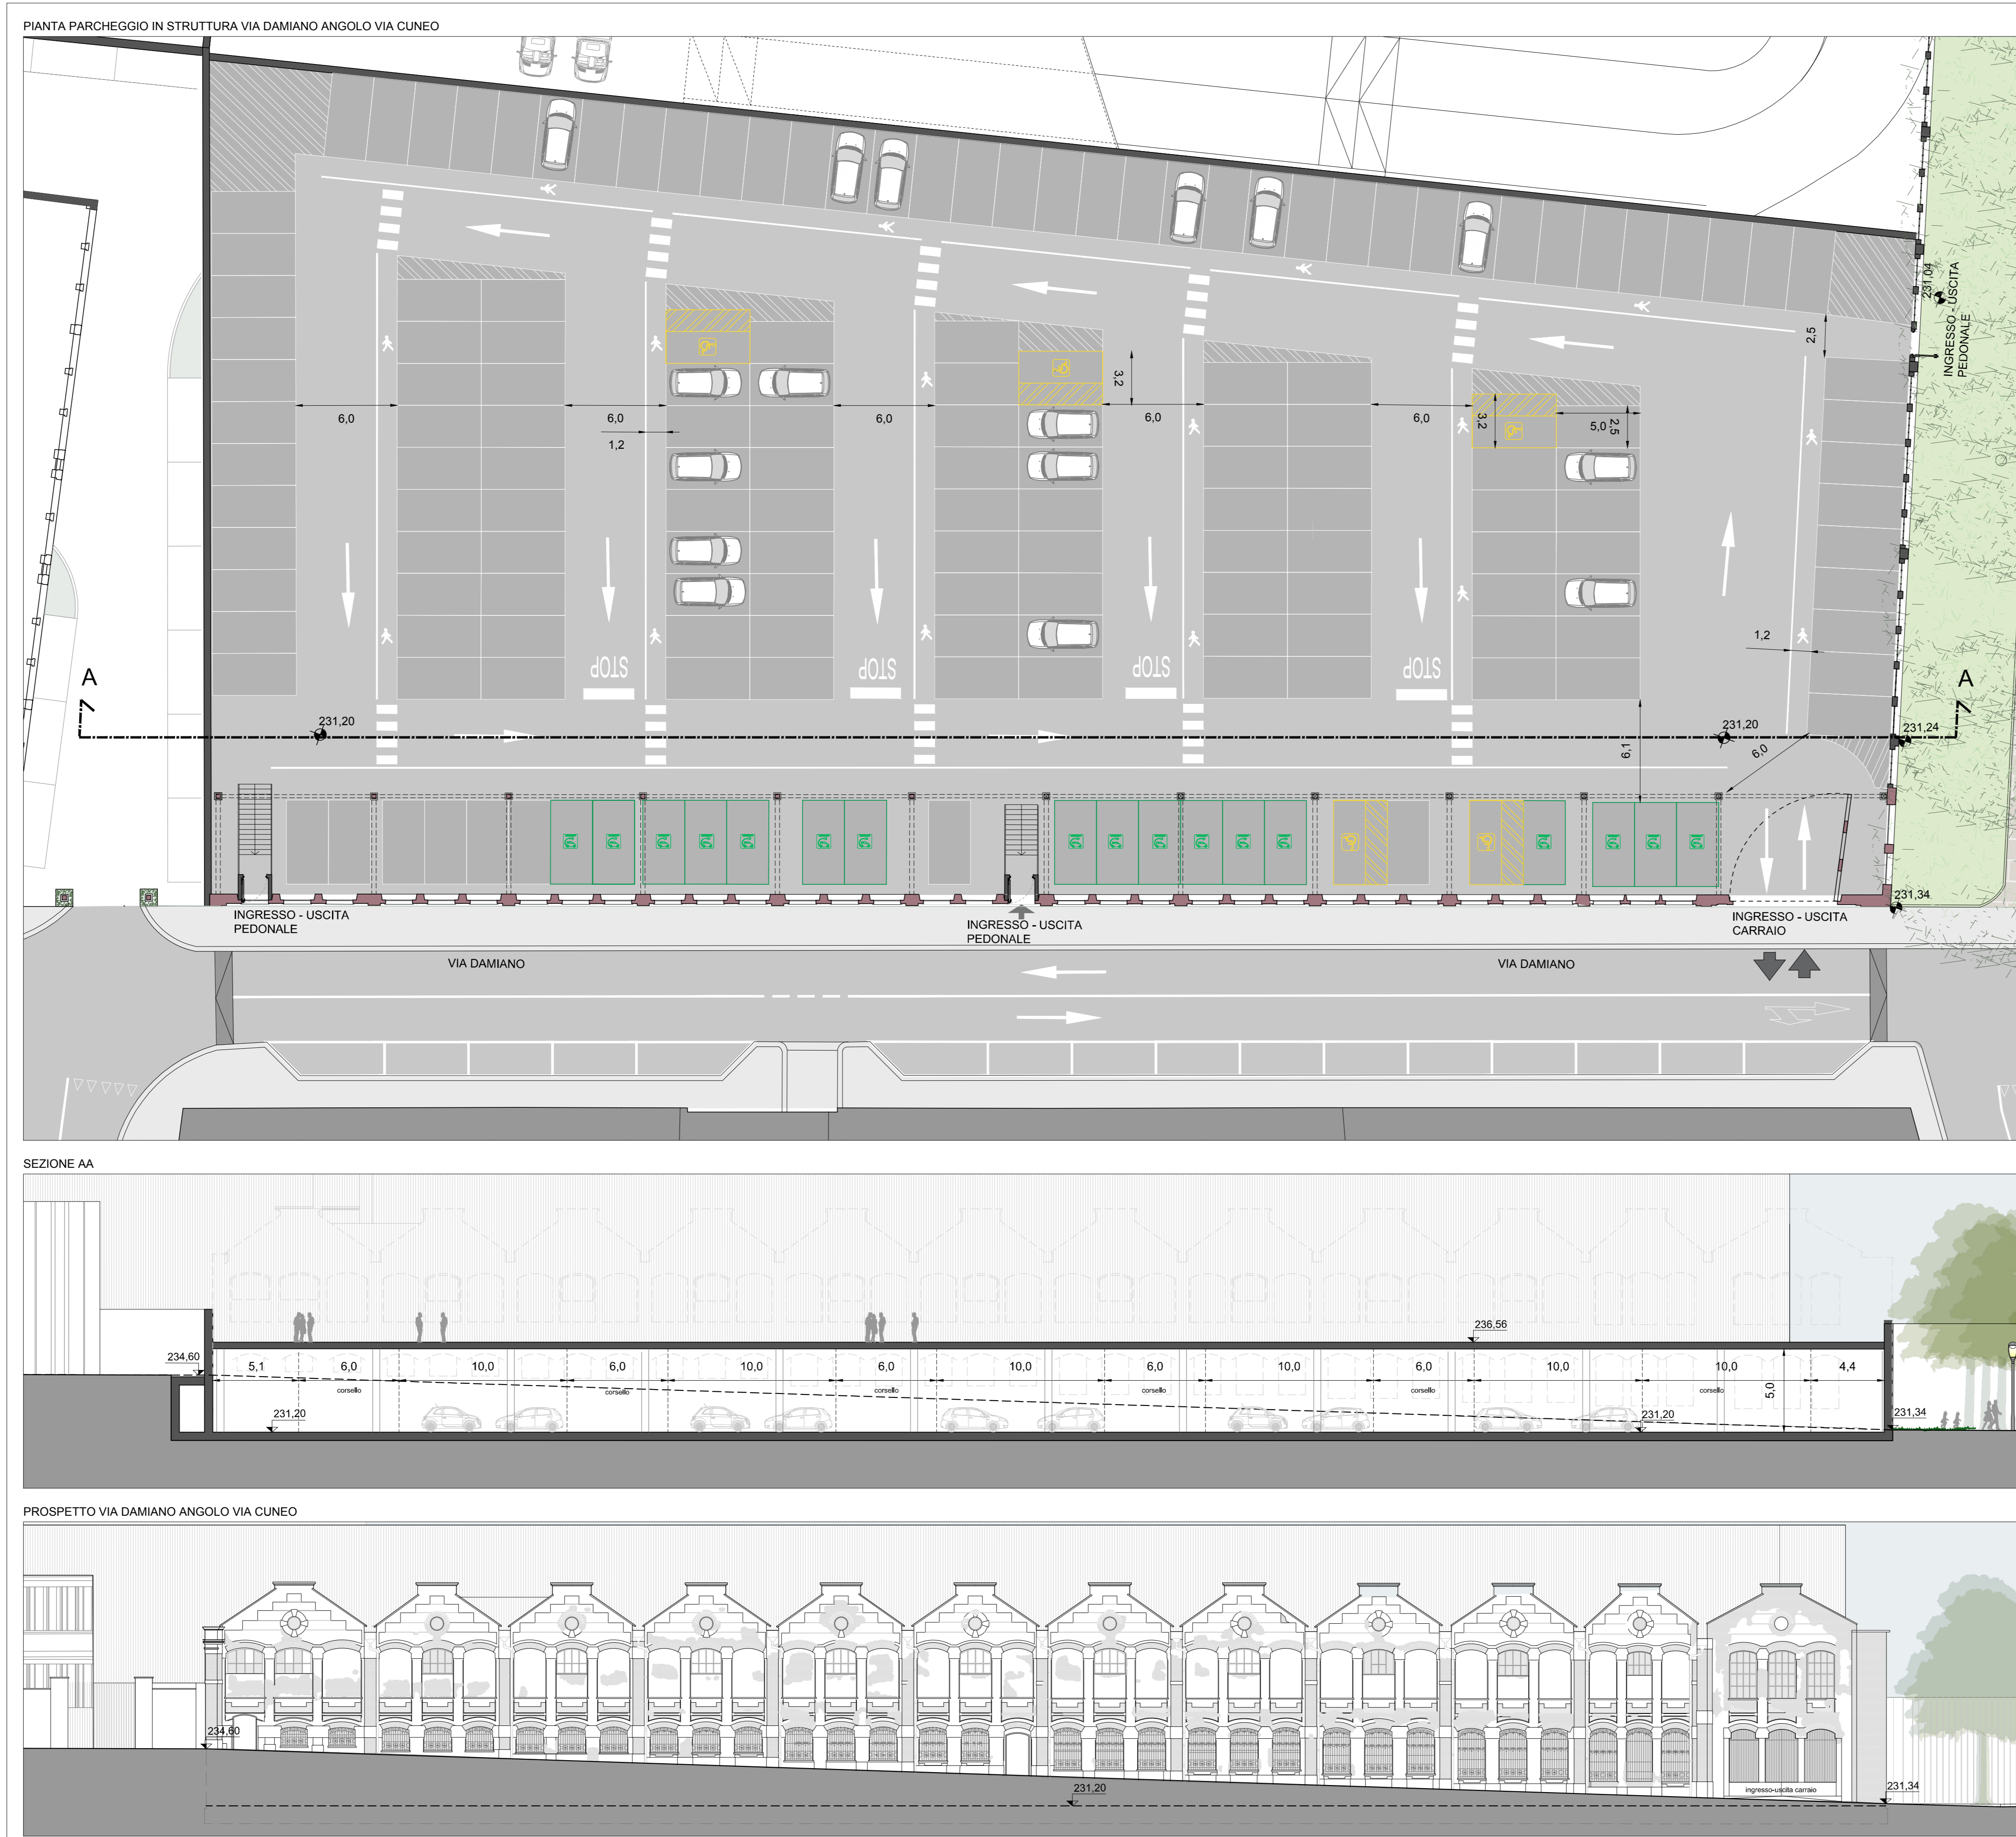 PIANTA PARCHEGGIO IN STRUTTURA VIA DAMIANO ANGOLO VIA CUNEO
231,04
INGRESSO - USCITA
PEDONALE
2,5
3,2
6,0
6,0
6,0
6,0
6,0
3,2
5,0
2,5
1,2
1,2
STOP
STOP
STOP
STOP
A
A
231,20
231,20
231,24
6,1
6,0
231,34
INGRESSO - USCITA
PEDONALE
INGRESSO - USCITA
PEDONALE
INGRESSO - USCITA
CARRAIO
VIA DAMIANO
VIA DAMIANO
SEZIONE AA
236,56
234,60
5,1
6,0
10,0
6,0
10,0
6,0
10,0
6,0
10,0
6,0
10,0
10,0
4,4
corsello
corsello
corsello
corsello
corsello
corsello
5,0
231,20
231,20
231,34
PROSPETTO VIA DAMIANO ANGOLO VIA CUNEO
234,60
231,20
ingresso-uscita carraio
231,34